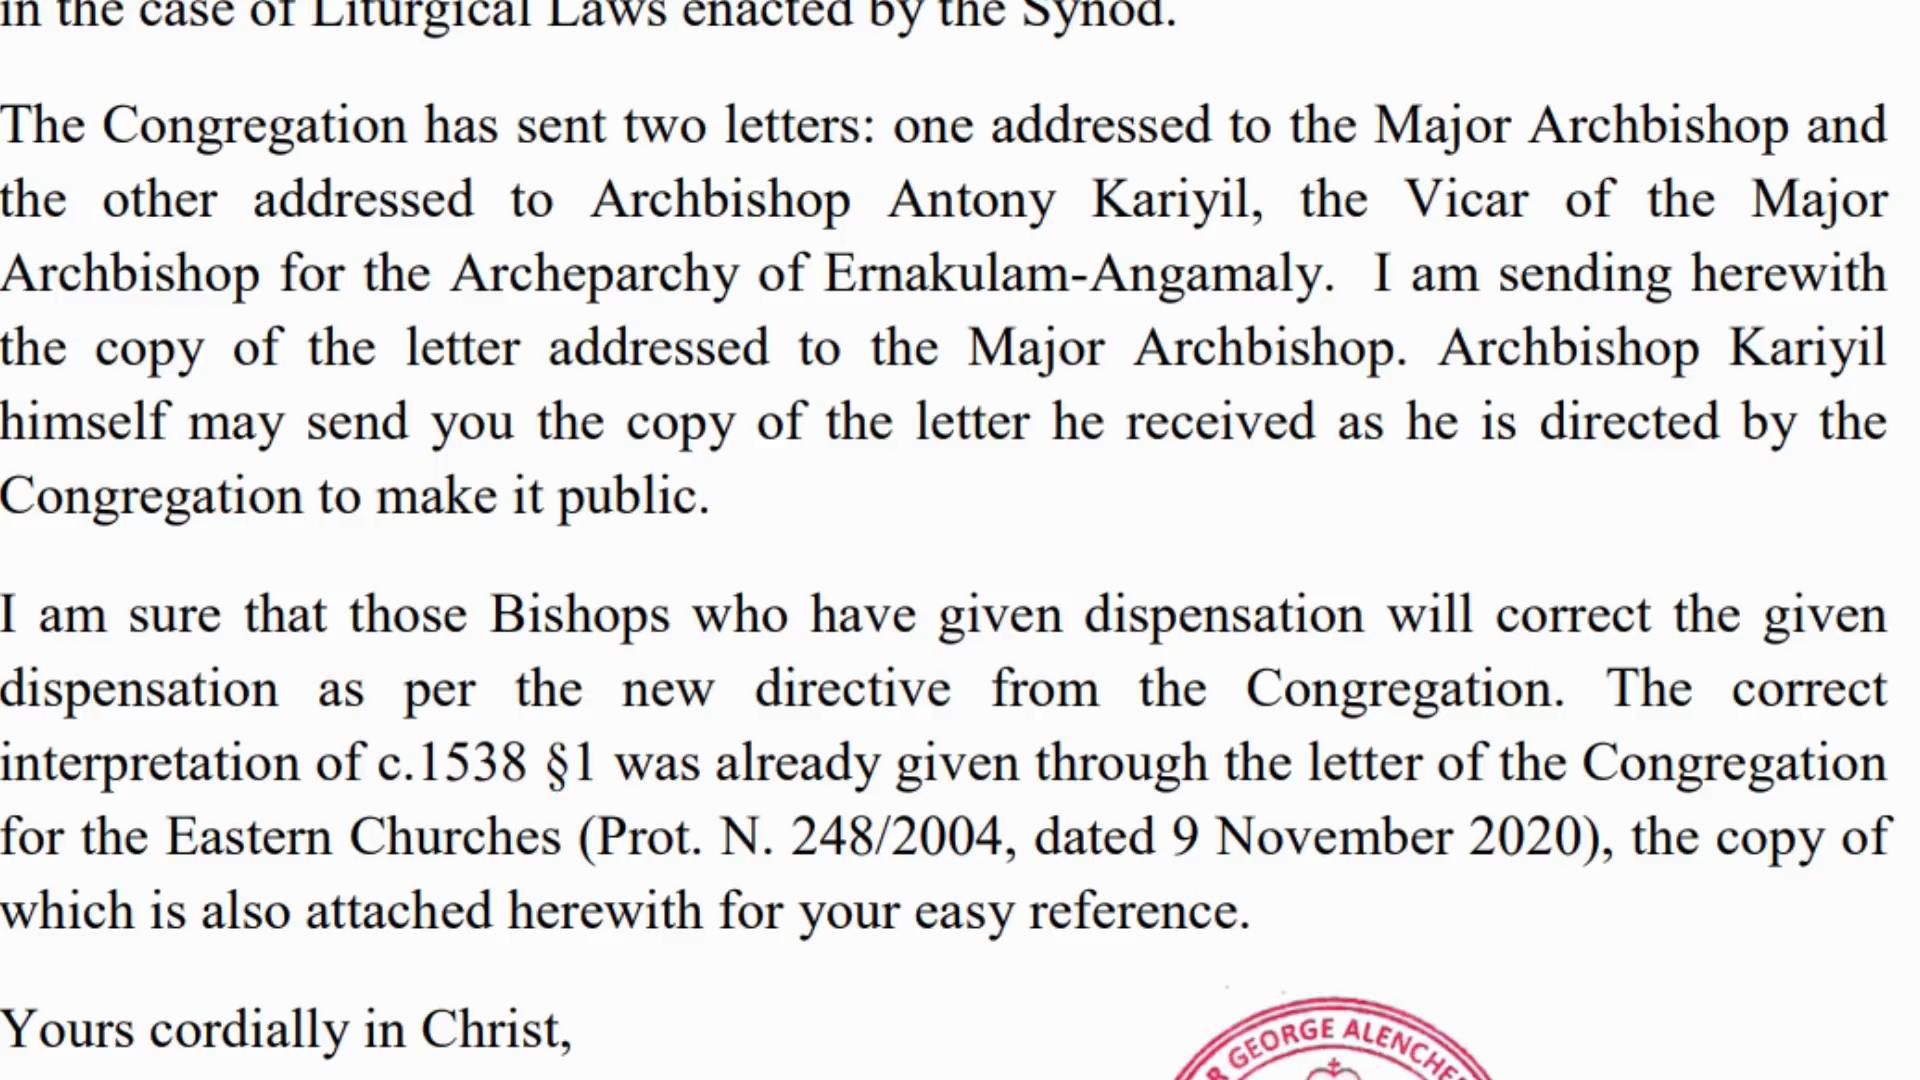 in the case of Liturgical Laws enacted by the Synod.
The Congregation has sent two letters: one addressed to the Major Archbishop and
the other addressed to Archbishop Antony Kariyil, the Vicar of the Major
Archbishop for the Archeparchy of Ernakulam-Angamaly. I am sending herewith
the copy of the letter addressed to the Major Archbishop. Archbishop Kariyil
himself may send you the copy of the letter he received as he is directed by the
Congregation to make it public.
I am sure that those Bishops who have given dispensation will correct the given
dispensation as per the new directive from the Congregation. The correct
interpretation of c.1538 §1 was already given through the letter of the Congregation
for the Eastern Churches (Prot. N. 248/2004, dated 9 November 2020), the copy of
which is also attached herewith for your easy reference.
Yours cordially in Christ,
GEORGE